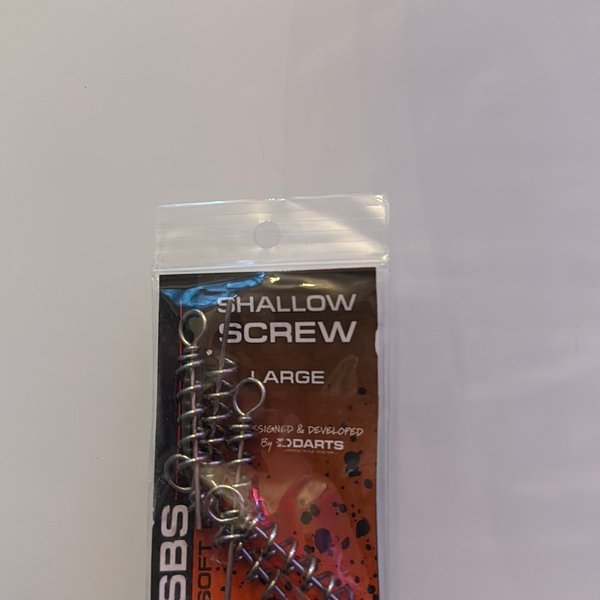 SHALLOW
SCREW
LARGE
DESIGNED & DEVELOPED
By DARTS
SBS
SOFT